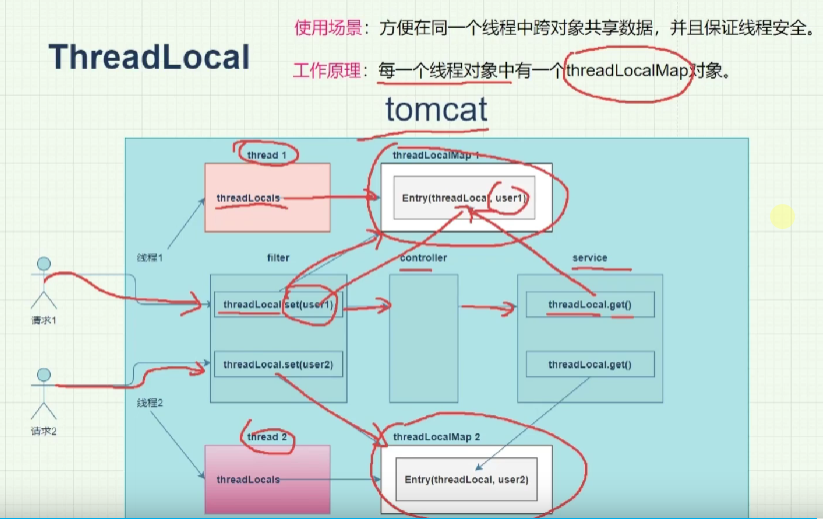 使用场景：方便在同一个线程中跨对象共享数据，并且保证线程安全。
ThreadLocal
工作原理：每一个线程对象中有一个threadLocalMap对象。
tomcat
thread 1
threadLocalMap 1
threadLocals
Entry(threadLocal, user1)
线程1
filter
controller
service
threadLocal.set(user1)
threadLocal.get()
请求1
threadLocal.set(user2)
threadLocal.get()
线程2
请求2
thread 2
threadLocalMap 2
threadLocals
Entry(threadLocal, user2)